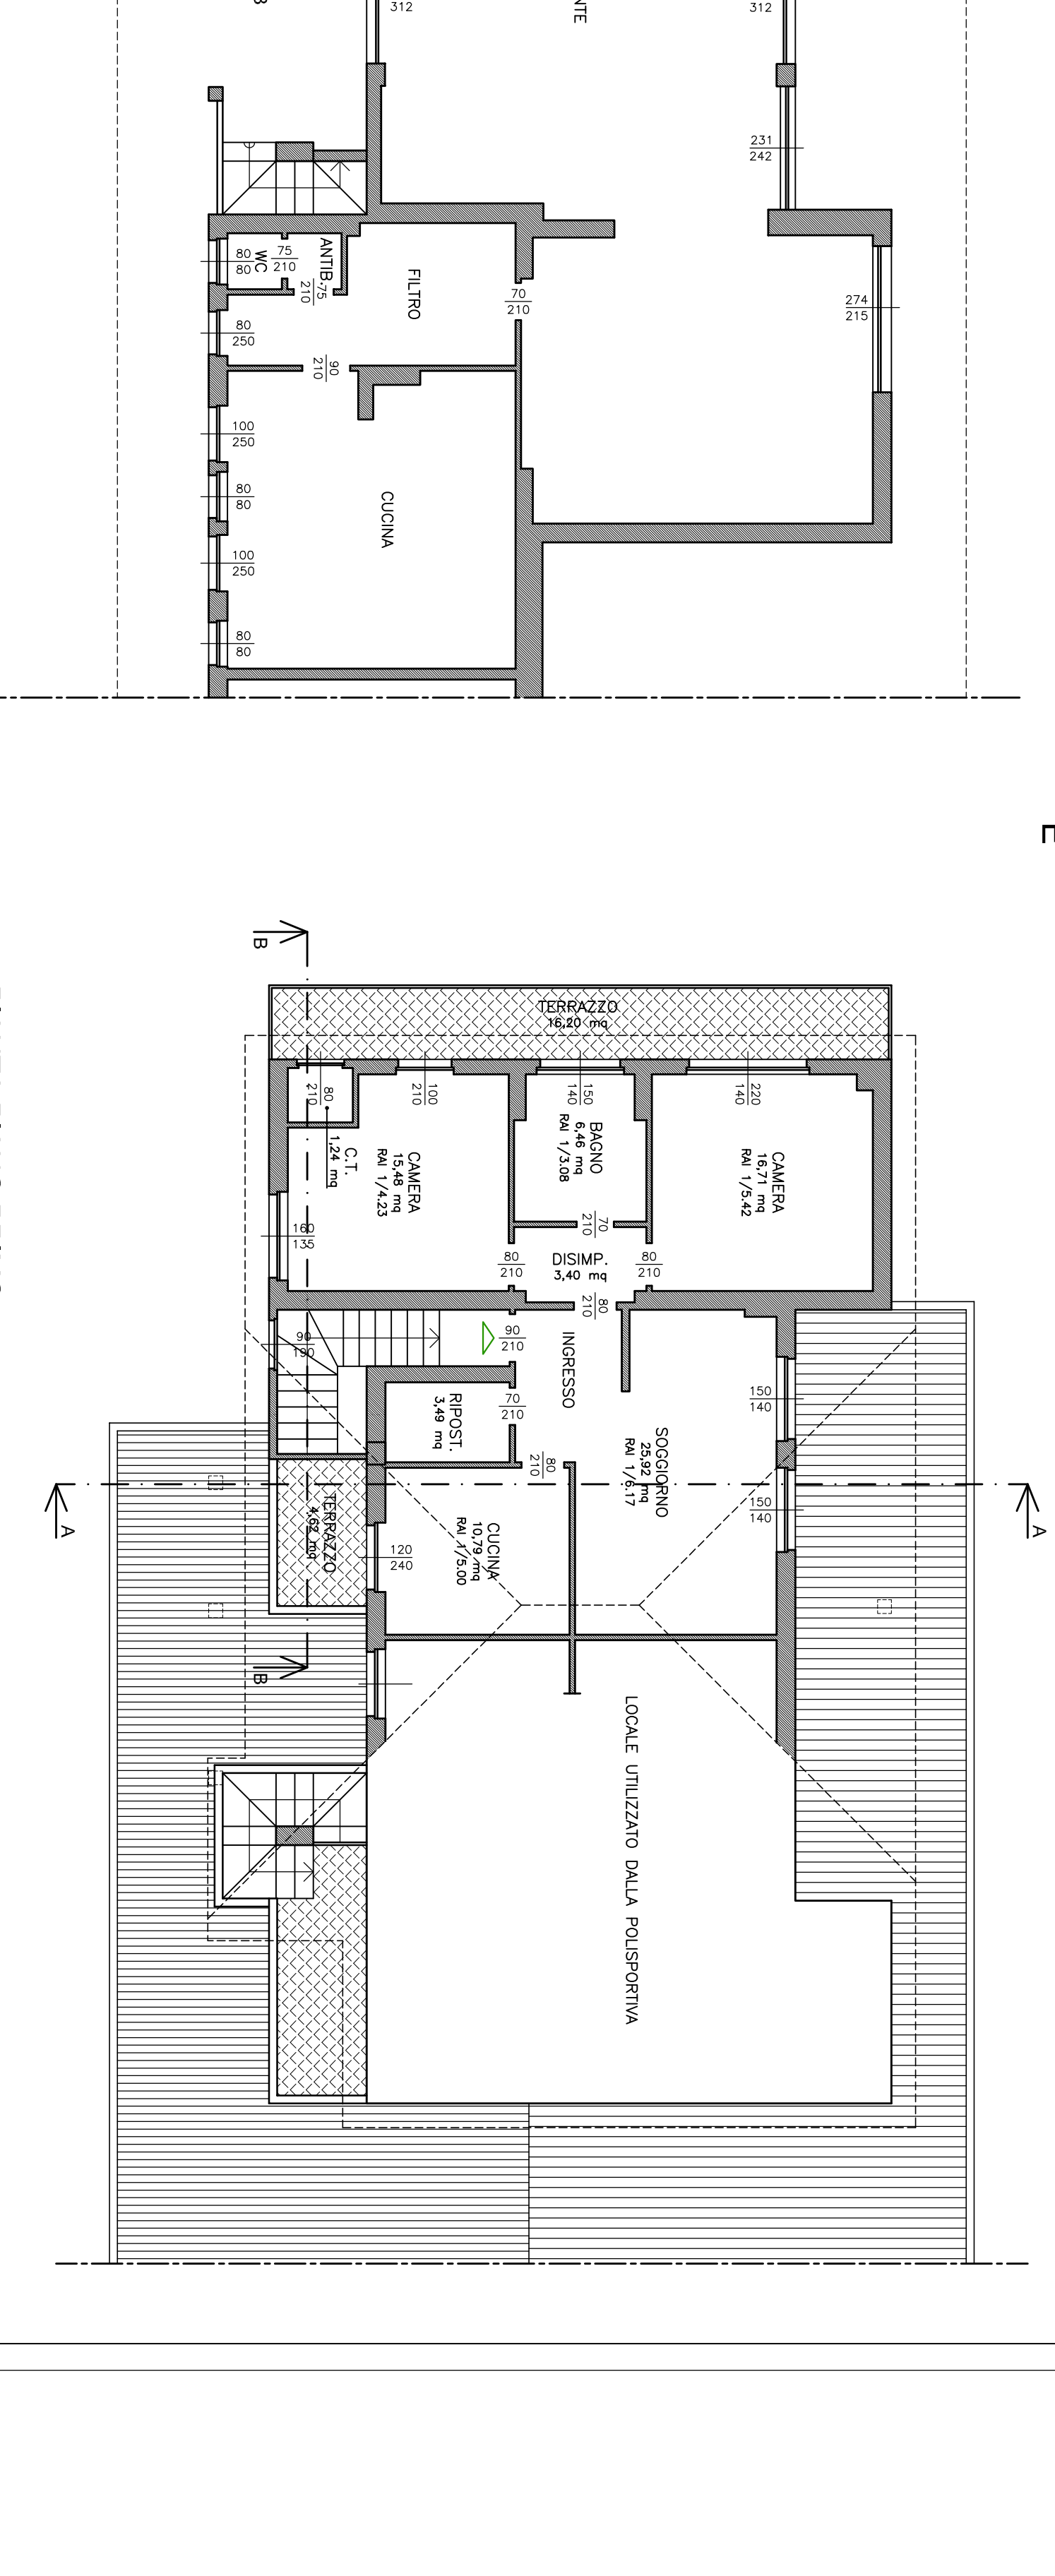 312
312
NTE
B
231
242
274
215
80
80
WC
75
210
ANTIB.
75
210
FILTRO
70
210
80
250
90
210
100
250
80
80
CUCINA
100
250
80
80
B
TERRAZZO
16,20 mq
80
210
100
210
150
140
220
140
C.T.
1,24 mq
CAMERA
15,48 mq
RAI 1/4.23
BAGNO
6,46 mq
RAI 1/3.08
CAMERA
16,71 mq
RAI 1/5.42
70
210
160
135
80
210
DISIMP.
3,40 mq
80
210
80
210
90
190
90
210
INGRESSO
RIPOST.
3,49 mq
70
210
150
140
SOGGIORNO
25,92 mq
RAI 1/6.17
80
210
150
140
A
A
TERRAZZO
4,62 mq
120
240
CUCINA
10,79 mq
RAI 1/5.00
B
LOCALE UTILIZZATO DALLA POLISPORTIVA